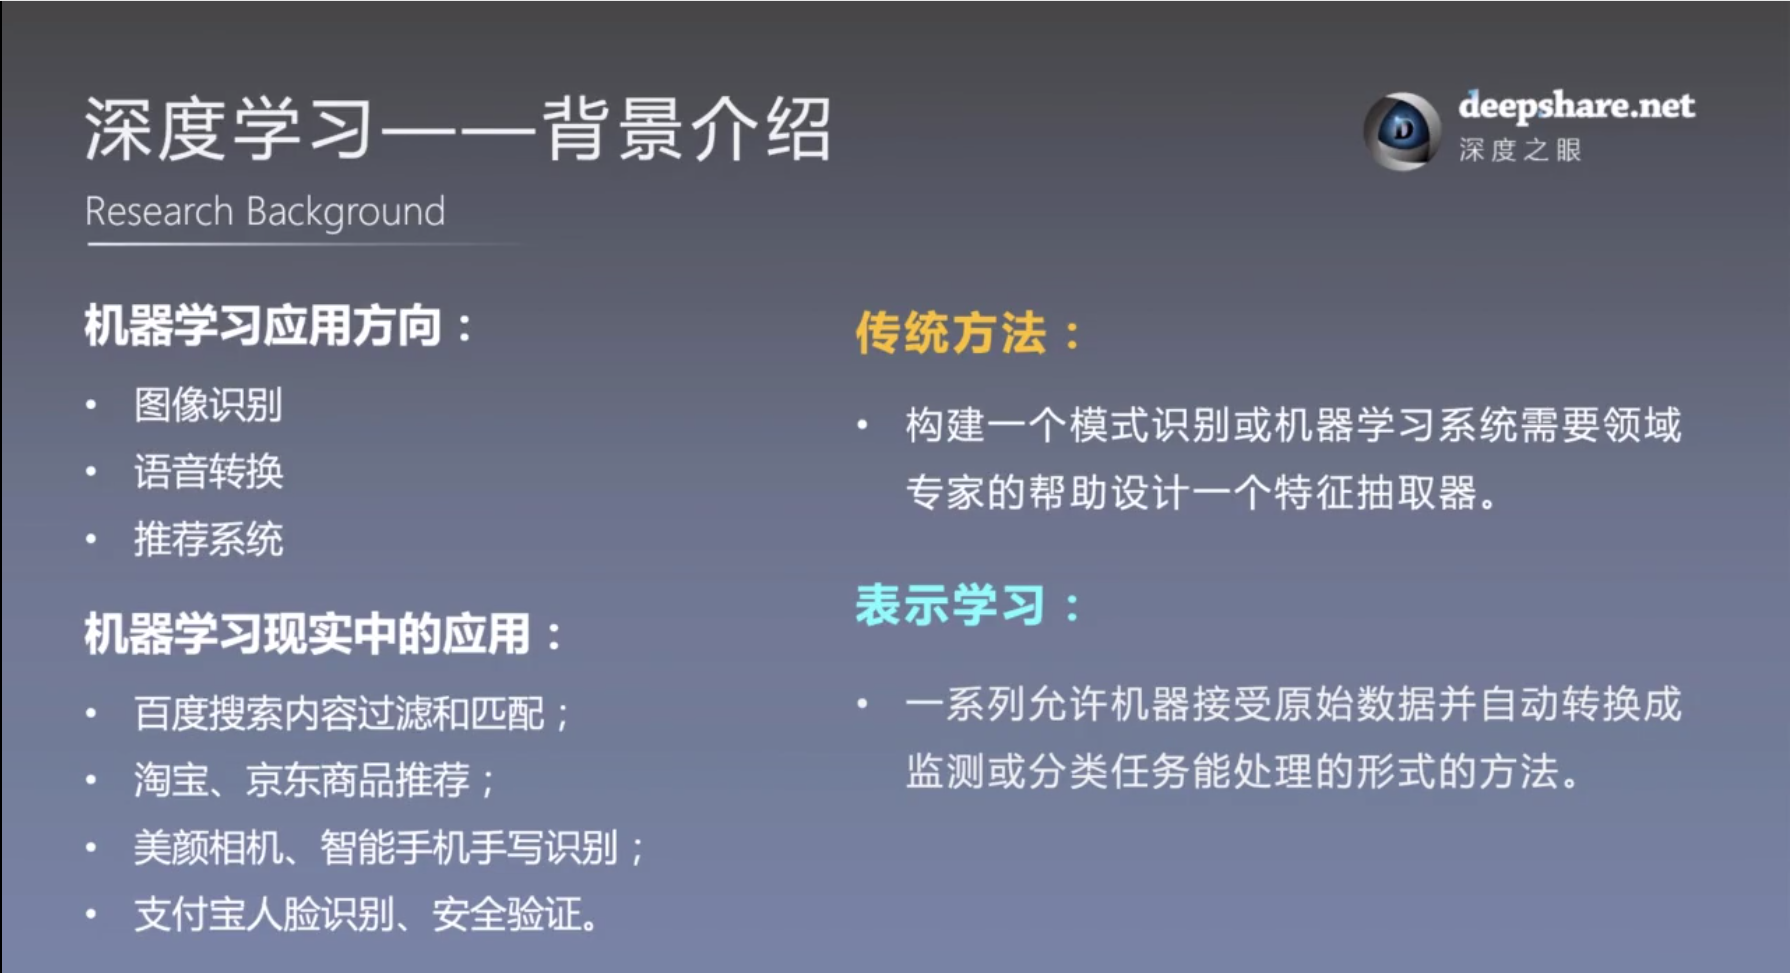 深度学习——背景介绍
Research Background
deepshare.net
深度之眼
机器学习应用方向：
• 图像识别
• 语音转换
• 推荐系统
机器学习现实中的应用：
• 百度搜索内容过滤和匹配；
• 淘宝、京东商品推荐；
• 美颜相机、智能手机手写识别；
• 支付宝人脸识别、安全验证。
传统方法：
• 构建一个模式识别或机器学习系统需要领域
专家的帮助设计一个特征抽取器。
表示学习：
• 一系列允许机器接受原始数据并自动转换成
监测或分类任务能处理的形式的方法。